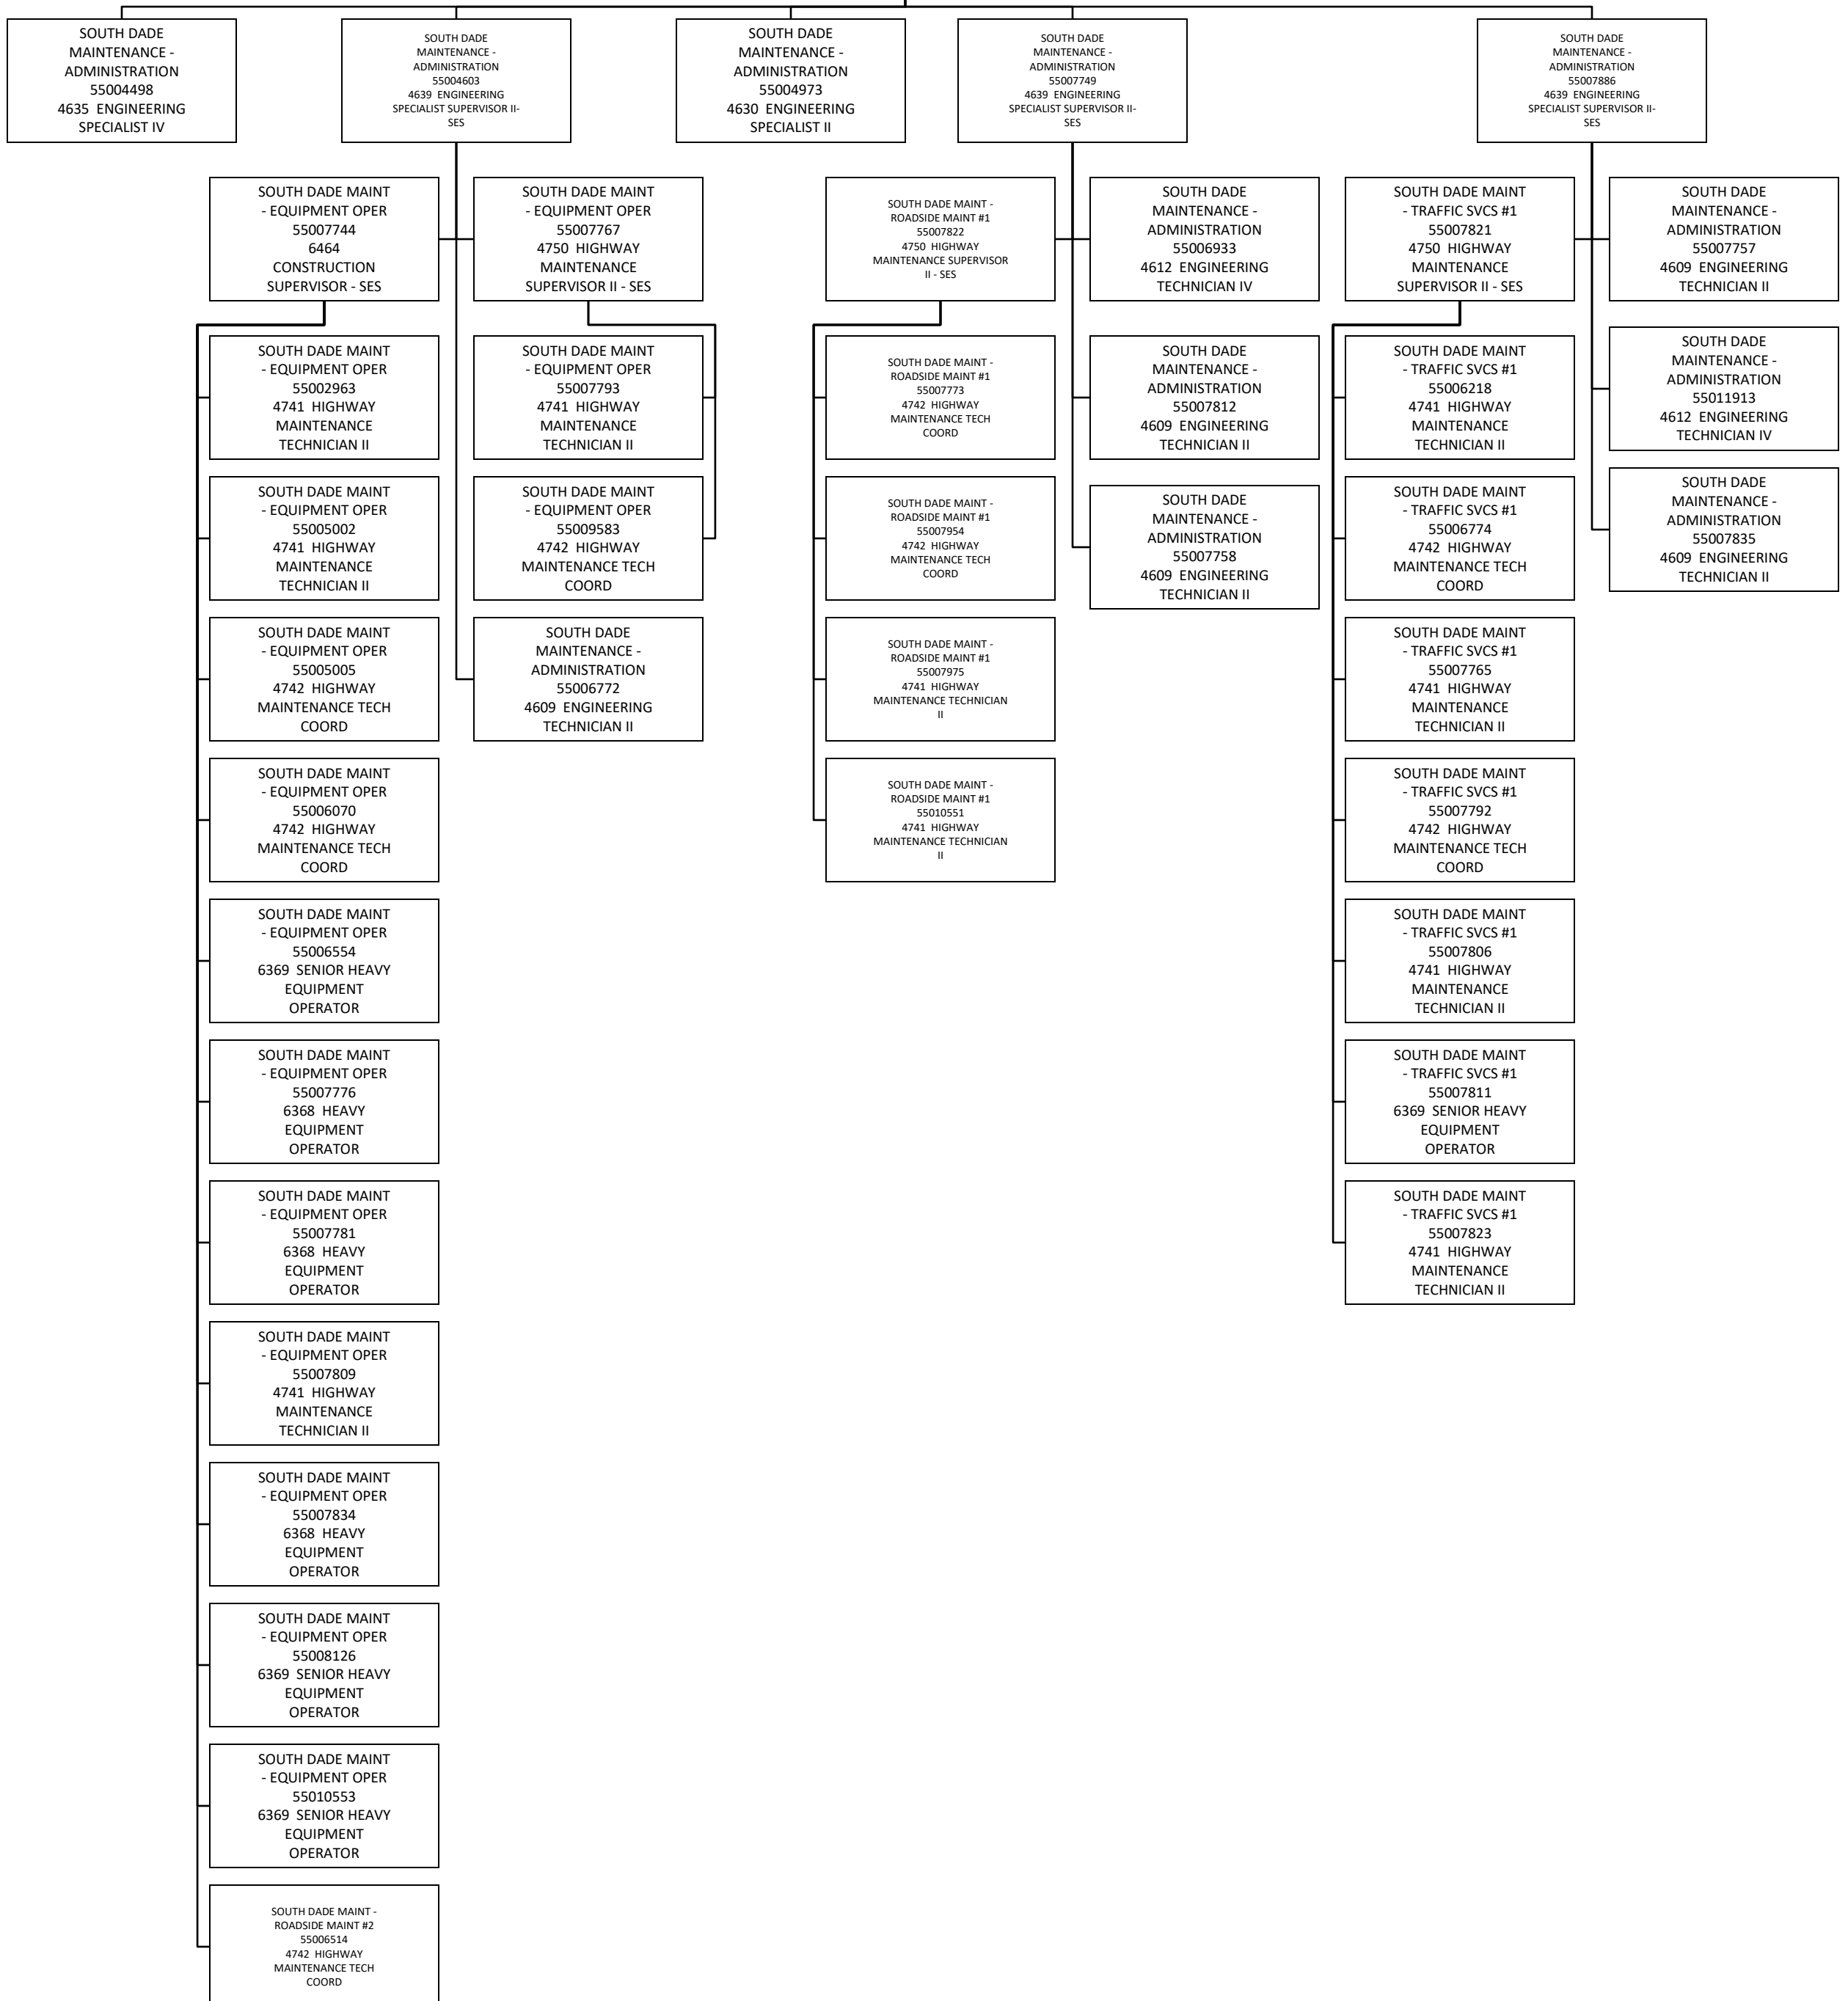 SOUTH DADE
MAINTENANCE -
ADMINISTRATION
55004498
4635 ENGINEERING
SPECIALIST IV
SOUTH DADE
MAINTENANCE -
ADMINISTRATION
55004603
4639 ENGINEERING
SPECIALIST SUPERVISOR II-
SES
SOUTH DADE
MAINTENANCE -
ADMINISTRATION
55004973
4630 ENGINEERING
SPECIALIST II
SOUTH DADE
MAINTENANCE -
ADMINISTRATION
55007749
4639 ENGINEERING
SPECIALIST SUPERVISOR II-
SES
SOUTH DADE
MAINTENANCE -
ADMINISTRATION
55007886
4639 ENGINEERING
SPECIALIST SUPERVISOR II-
SES
SOUTH DADE MAINT
- EQUIPMENT OPER
55007744
6464
CONSTRUCTION
SUPERVISOR - SES
SOUTH DADE MAINT
- EQUIPMENT OPER
55007767
4750 HIGHWAY
MAINTENANCE
SUPERVISOR II - SES
SOUTH DADE MAINT -
ROADSIDE MAINT #1
55007822
4750 HIGHWAY
MAINTENANCE SUPERVISOR
II - SES
SOUTH DADE
MAINTENANCE -
ADMINISTRATION
55006933
4612 ENGINEERING
TECHNICIAN IV
SOUTH DADE MAINT
- TRAFFIC SVCS #1
55007821
4750 HIGHWAY
MAINTENANCE
SUPERVISOR II - SES
SOUTH DADE
MAINTENANCE -
ADMINISTRATION
55007757
4609 ENGINEERING
TECHNICIAN II
SOUTH DADE MAINT
- EQUIPMENT OPER
55002963
4741 HIGHWAY
MAINTENANCE
TECHNICIAN II
SOUTH DADE MAINT
- EQUIPMENT OPER
55007793
4741 HIGHWAY
MAINTENANCE
TECHNICIAN II
SOUTH DADE MAINT -
ROADSIDE MAINT #1
55007773
4742 HIGHWAY
MAINTENANCE TECH
COORD
SOUTH DADE
MAINTENANCE -
ADMINISTRATION
55007812
4609 ENGINEERING
TECHNICIAN II
SOUTH DADE MAINT
- TRAFFIC SVCS #1
55006218
4741 HIGHWAY
MAINTENANCE
TECHNICIAN II
SOUTH DADE
MAINTENANCE -
ADMINISTRATION
55011913
4612 ENGINEERING
TECHNICIAN IV
SOUTH DADE MAINT
- EQUIPMENT OPER
55005002
4741 HIGHWAY
MAINTENANCE
TECHNICIAN II
SOUTH DADE MAINT
- EQUIPMENT OPER
55009583
4742 HIGHWAY
MAINTENANCE TECH
COORD
SOUTH DADE MAINT -
ROADSIDE MAINT #1
55007954
4742 HIGHWAY
MAINTENANCE TECH
COORD
SOUTH DADE
MAINTENANCE -
ADMINISTRATION
55007758
4609 ENGINEERING
TECHNICIAN II
SOUTH DADE MAINT
- TRAFFIC SVCS #1
55006774
4742 HIGHWAY
MAINTENANCE TECH
COORD
SOUTH DADE
MAINTENANCE -
ADMINISTRATION
55007835
4609 ENGINEERING
TECHNICIAN II
SOUTH DADE MAINT
- EQUIPMENT OPER
55005005
4742 HIGHWAY
MAINTENANCE TECH
COORD
SOUTH DADE
MAINTENANCE -
ADMINISTRATION
55006772
4609 ENGINEERING
TECHNICIAN II
SOUTH DADE MAINT -
ROADSIDE MAINT #1
55007975
4741 HIGHWAY
MAINTENANCE TECHNICIAN
II
SOUTH DADE MAINT
- TRAFFIC SVCS #1
55007765
4741 HIGHWAY
MAINTENANCE
TECHNICIAN II
SOUTH DADE MAINT
- EQUIPMENT OPER
55006070
4742 HIGHWAY
MAINTENANCE TECH
COORD
SOUTH DADE MAINT -
ROADSIDE MAINT #1
55010551
4741 HIGHWAY
MAINTENANCE TECHNICIAN
II
SOUTH DADE MAINT
- TRAFFIC SVCS #1
55007792
4742 HIGHWAY
MAINTENANCE TECH
COORD
SOUTH DADE MAINT
- EQUIPMENT OPER
55006554
6369 SENIOR HEAVY
EQUIPMENT
OPERATOR
SOUTH DADE MAINT
- TRAFFIC SVCS #1
55007806
4741 HIGHWAY
MAINTENANCE
TECHNICIAN II
SOUTH DADE MAINT
- EQUIPMENT OPER
55007776
6368 HEAVY
EQUIPMENT
OPERATOR
SOUTH DADE MAINT
- TRAFFIC SVCS #1
55007811
6369 SENIOR HEAVY
EQUIPMENT
OPERATOR
SOUTH DADE MAINT
- EQUIPMENT OPER
55007781
6368 HEAVY
EQUIPMENT
OPERATOR
SOUTH DADE MAINT
- TRAFFIC SVCS #1
55007823
4741 HIGHWAY
MAINTENANCE
TECHNICIAN II
SOUTH DADE MAINT
- EQUIPMENT OPER
55007809
4741 HIGHWAY
MAINTENANCE
TECHNICIAN II
SOUTH DADE MAINT
- EQUIPMENT OPER
55007834
6368 HEAVY
EQUIPMENT
OPERATOR
SOUTH DADE MAINT
- EQUIPMENT OPER
55008126
6369 SENIOR HEAVY
EQUIPMENT
OPERATOR
SOUTH DADE MAINT
- EQUIPMENT OPER
55010553
6369 SENIOR HEAVY
EQUIPMENT
OPERATOR
SOUTH DADE MAINT -
ROADSIDE MAINT #2
55006514
4742 HIGHWAY
MAINTENANCE TECH
COORD